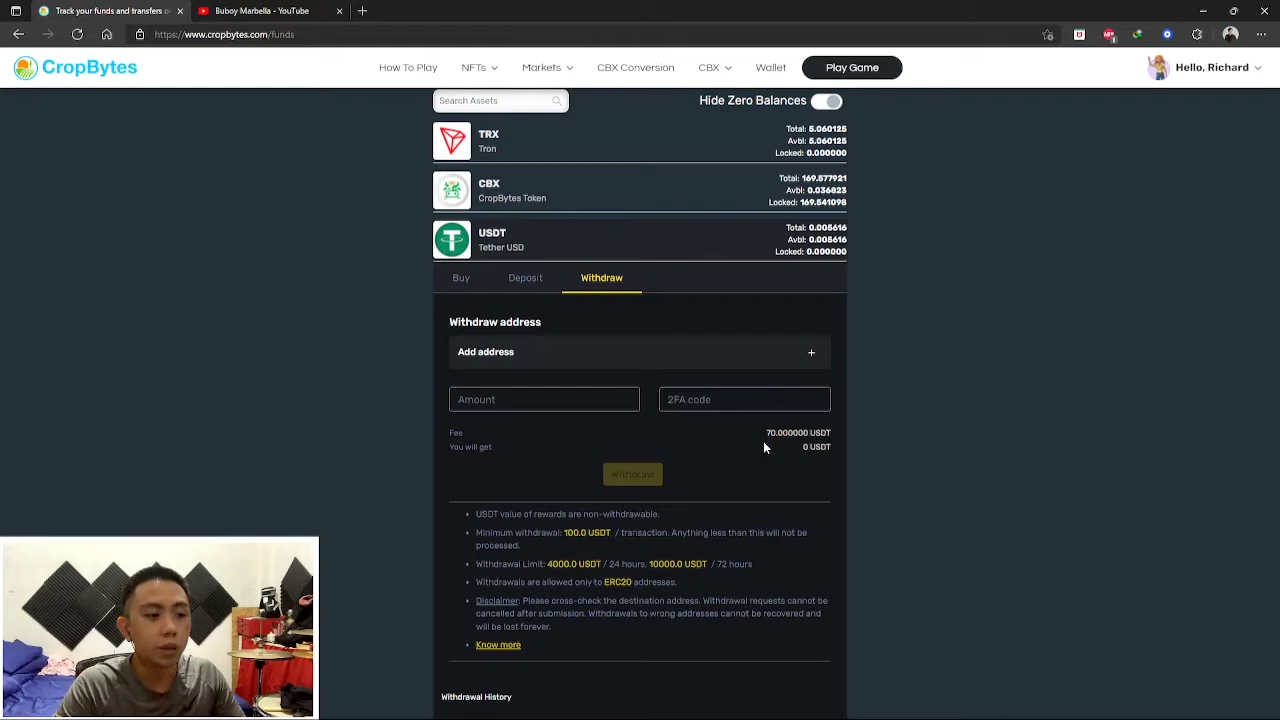 Track your funds and transfers o
Buboy Marbella - YouTube
https://www.cropbytes.com/funds
CropBytes
How To Play
NFTs
Markets
CBX Conversion
CBX
Wallet
Play Game
Hello, Richard
Search Assets
Hide Zero Balances
TRX
Tron
Total: 5.060125
Avbl: 5.060125
Locked: 0.000000
CBX
CropBytes Token
Total: 169.577921
Avbl: 0.036823
Locked: 169.541098
USDT
Tether USD
Total: 0.005616
Avbl: 0.005616
Locked: 0.000000
Buy
Deposit
Withdraw
Withdraw address
Add address +
Amount
2FA code
Fee 70.000000 USDT
You will get 0 USDT
Withdraw
• USDT value of rewards are non-withdrawable.
• Minimum withdrawal: 100.0 USDT / transaction. Anything less than this will not be
processed.
• Withdrawal Limit: 4000.0 USDT / 24 hours, 10000.0 USDT / 72 hours
• Withdrawals are allowed only to ERC20 addresses.
• Disclaimer: Please cross-check the destination address. Withdrawal requests cannot be
cancelled after submission. Withdrawals to wrong addresses cannot be recovered and
will be lost forever.
• Know more
Withdrawal History